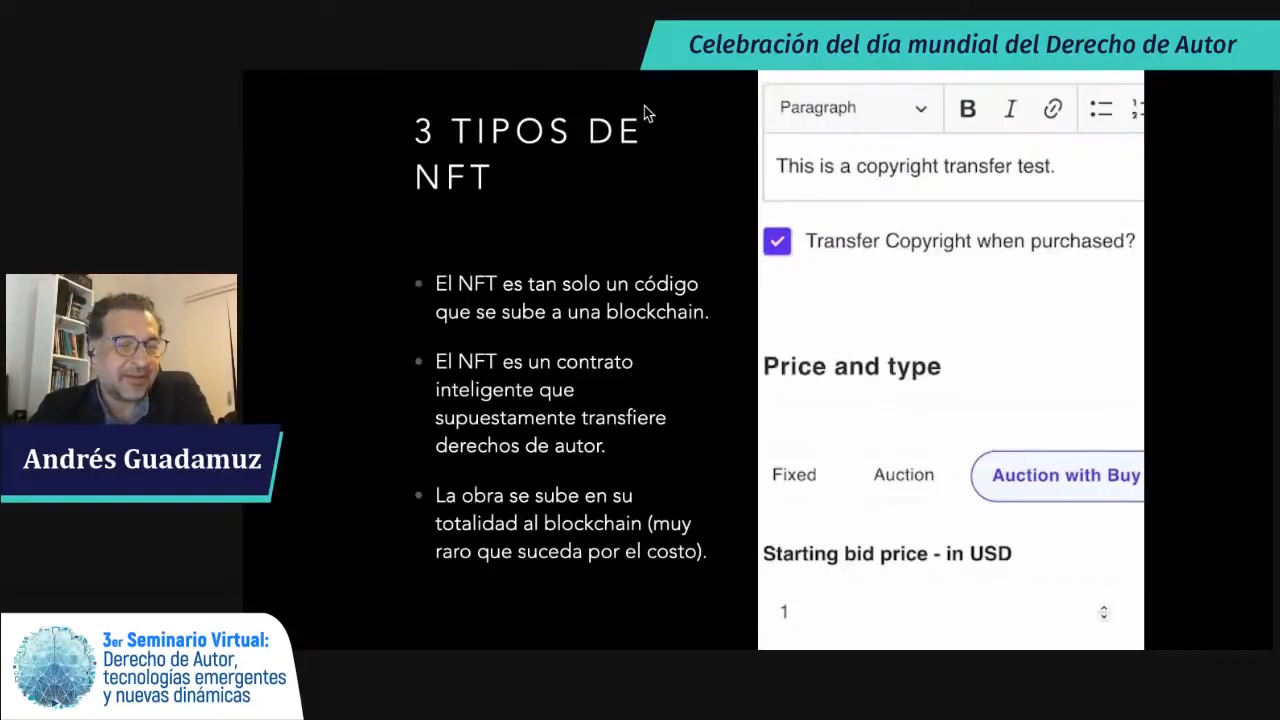 Celebración del día mundial del Derecho de Autor
3 TIPOS DE
NFT
El NFT es tan solo un código
que se sube a una blockchain.
El NFT es un contrato
inteligente que
supuestamente transfiere
derechos de autor.
La obra se sube en su
totalidad al blockchain (muy
raro que suceda por el costo).
Paragraph
B I
This is a copyright transfer test.
Transfer Copyright when purchased?
Price and type
Fixed Auction Auction with Buy
Starting bid price - in USD
1
Andrés Guadamuz
3er Seminario Virtual:
Derecho de Autor,
tecnologías emergentes
y nuevas dinámicas